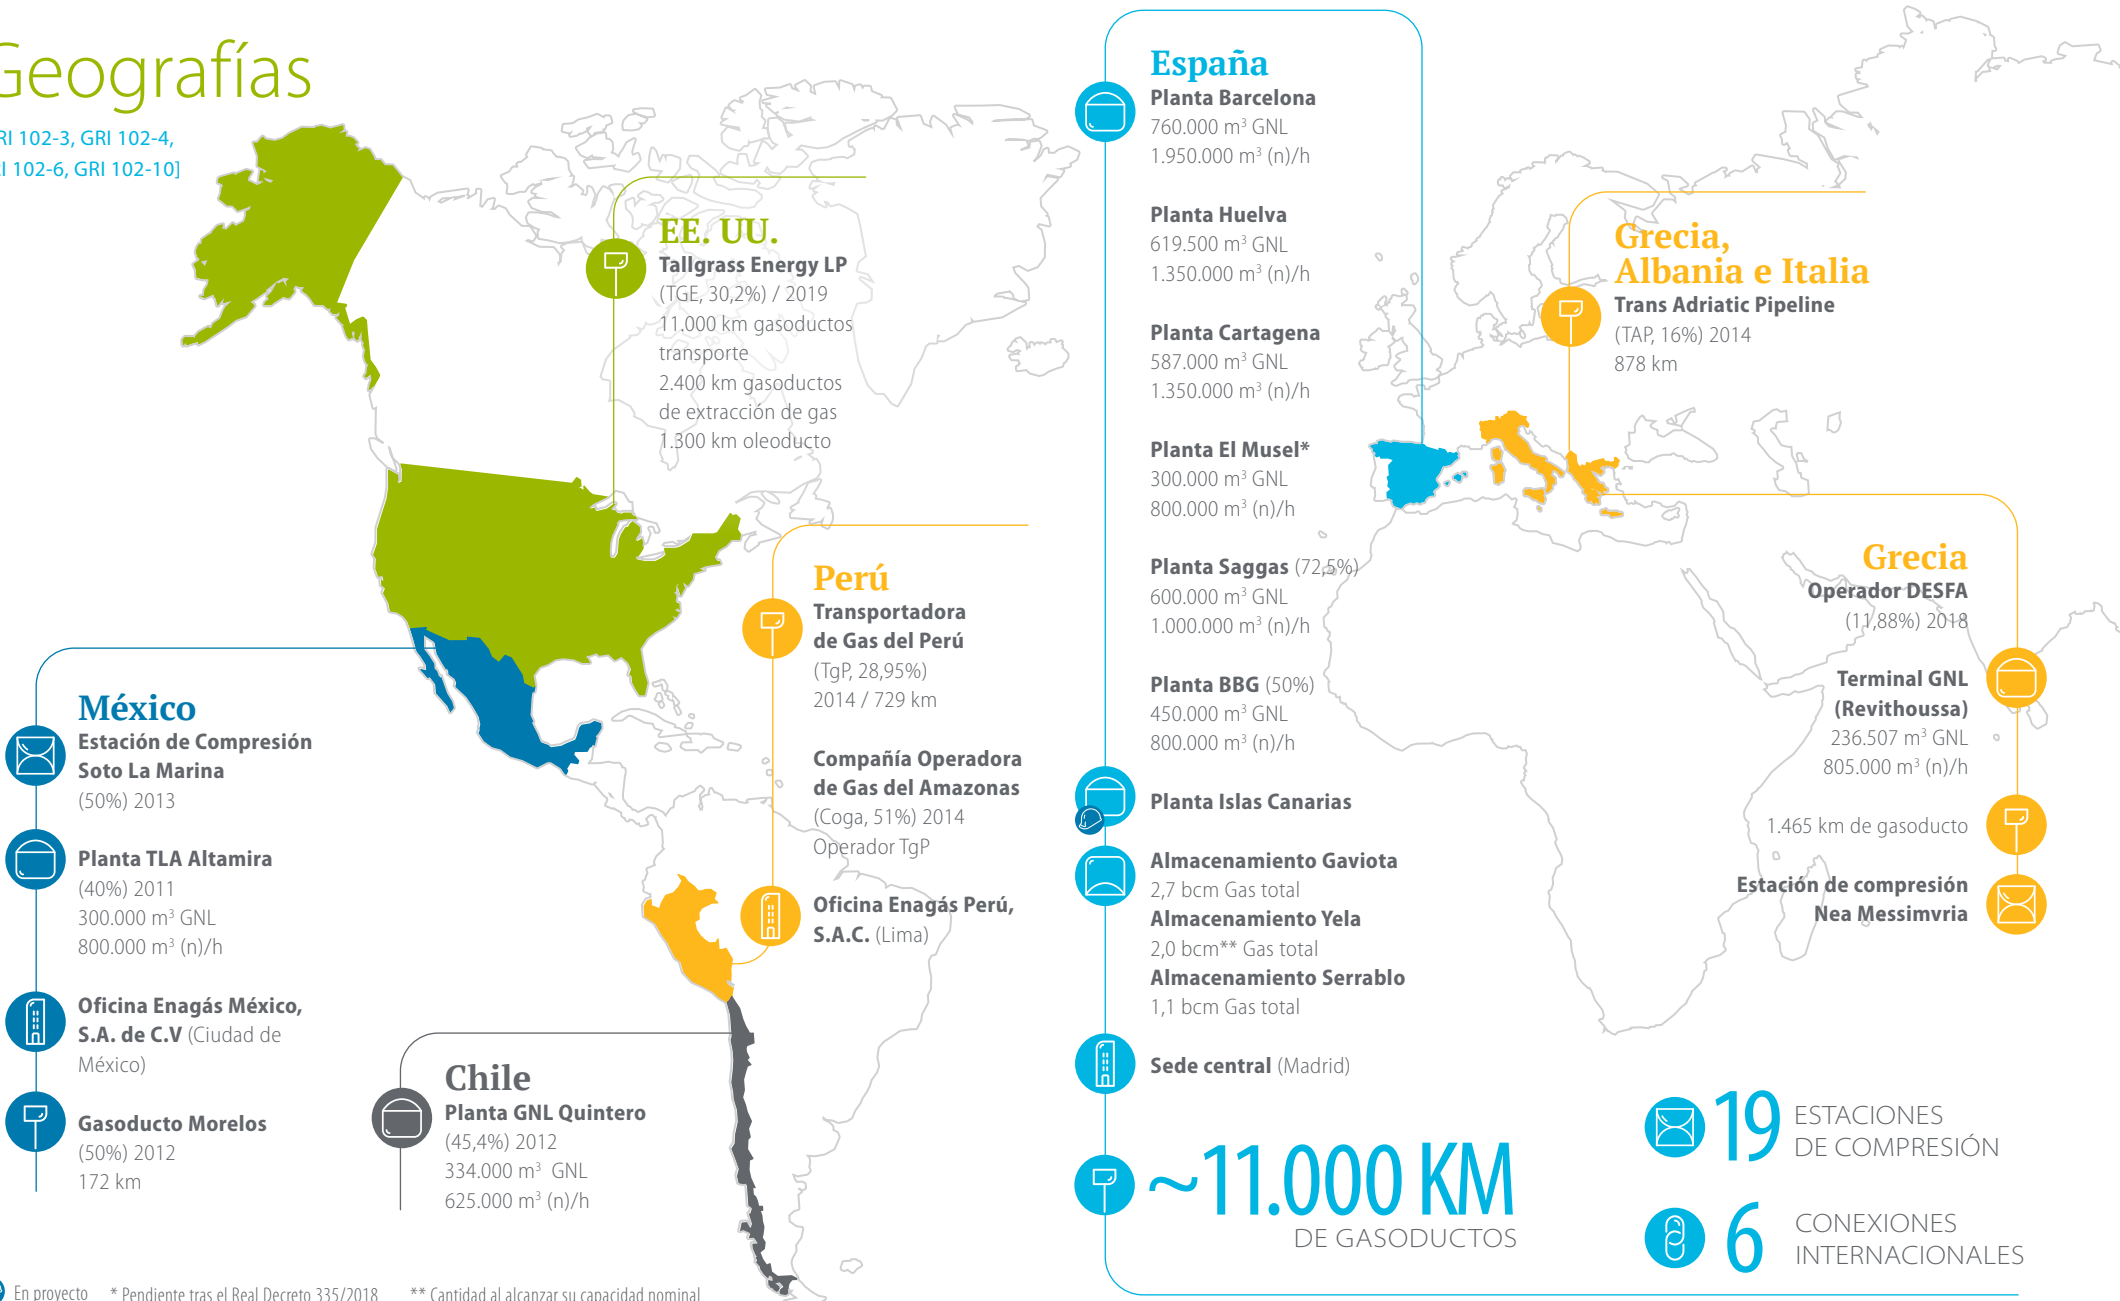 Geografías
GRI 102-3, GRI 102-4,
GRI 102-6, GRI 102-10]
EE. UU.
Tallgrass Energy LP
(TGE, 30,2%) / 2019
11.000 km gasoductos
transporte
2.400 km gasoductos
de extracción de gas
1.300 km oleoducto
Perú
Transportadora
de Gas del Perú
(TgP, 28,95%)
2014 / 729 km
Compañía Operadora
de Gas del Amazonas
(Coga, 51%) 2014
Operador TgP
Oficina Enagás Perú,
S.A.C. (Lima)
México
Estación de Compresión
Soto La Marina
(50%) 2013
Planta TLA Altamira
(40%) 2011
300.000 m³ GNL
800.000 m³ (n)/h
Oficina Enagás México,
S.A. de C.V (Ciudad de
México)
Gasoducto Morelos
(50%) 2012
172 km
Chile
Planta GNL Quintero
(45,4%) 2012
334.000 m³ GNL
625.000 m³ (n)/h
España
Planta Barcelona
760.000 m³ GNL
1.950.000 m³ (n)/h
Planta Huelva
619.500 m³ GNL
1.350.000 m³ (n)/h
Planta Cartagena
587.000 m³ GNL
1.350.000 m³ (n)/h
Planta El Musel*
300.000 m³ GNL
800.000 m³ (n)/h
Planta Saggas (72,5%)
600.000 m³ GNL
1.000.000 m³ (n)/h
Planta BBG (50%)
450.000 m³ GNL
800.000 m³ (n)/h
Planta Islas Canarias
Almacenamiento Gaviota
2,7 bcm Gas total
Almacenamiento Yela
2,0 bcm** Gas total
Almacenamiento Serrablo
1,1 bcm Gas total
Sede central (Madrid)
~11.000 KM
DE GASODUCTOS
Grecia,
Albania e Italia
Trans Adriatic Pipeline
(TAP, 16%) 2014
878 km
Grecia
Operador DESFA
(11,88%) 2018
Terminal GNL
(Revithoussa)
236.507 m³ GNL
805.000 m³ (n)/h
1.465 km de gasoducto
Estación de compresión
Nea Messimvria
19 ESTACIONES
DE COMPRESIÓN
6 CONEXIONES
INTERNACIONALES
En proyecto * Pendiente tras el Real Decreto 335/2018 ** Cantidad al alcanzar su capacidad nominal